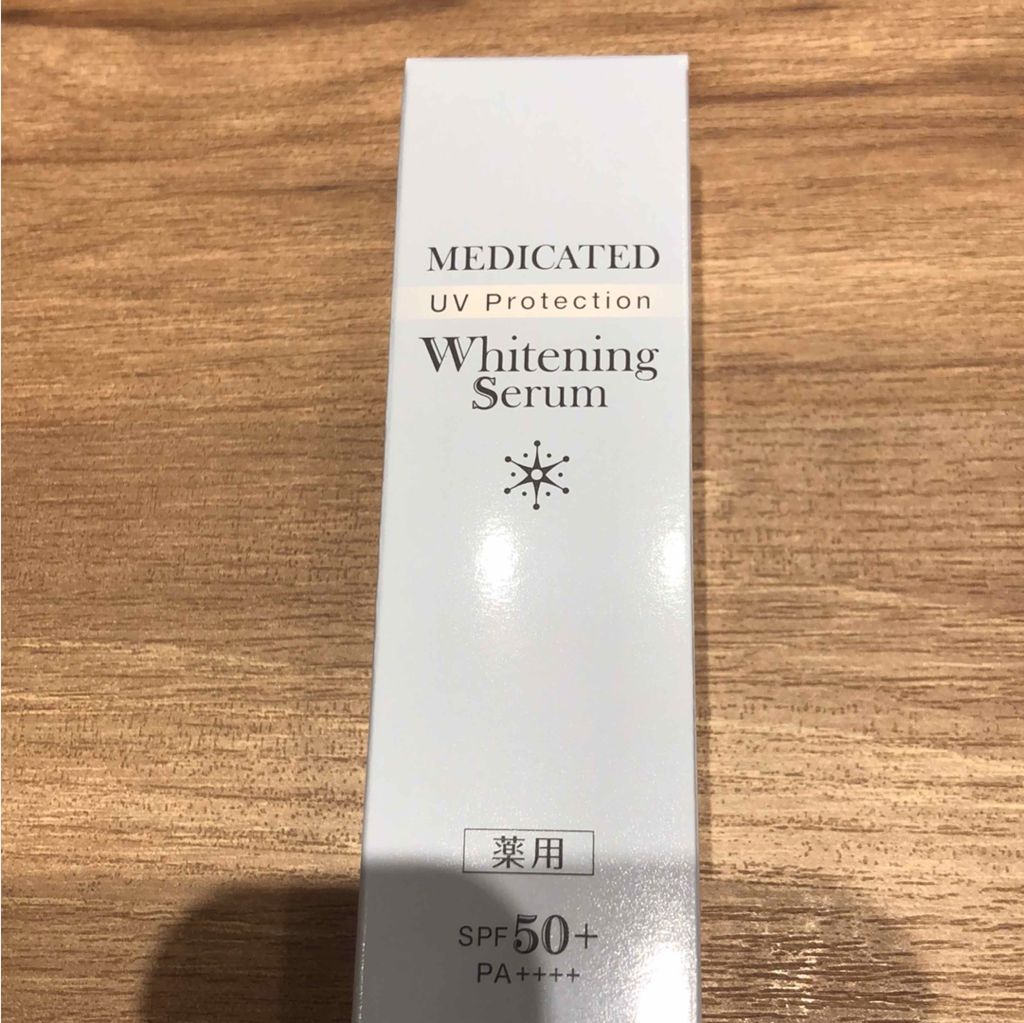 MEDICATED
UV Protection
Whitening
Serum
薬用
SPF50+
PA++++